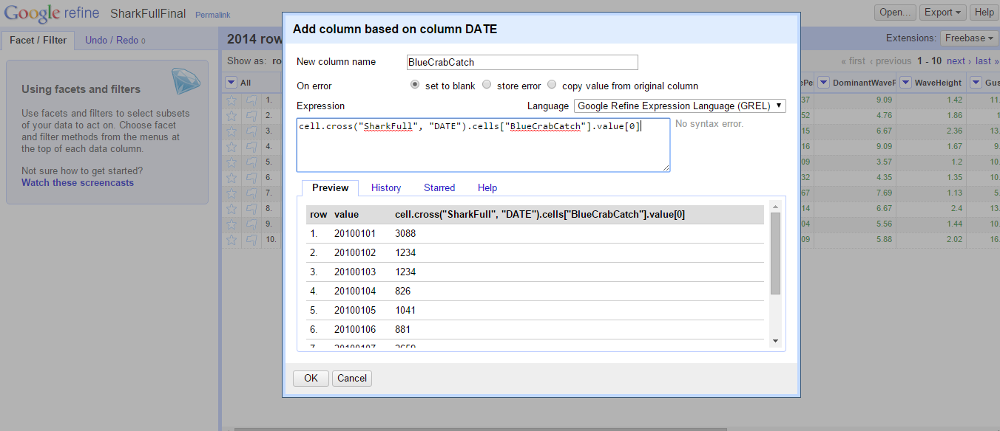 Google refine SharkFullFinal Permalink
Open... Export Help
Facet / Filter Undo / Redo 0
2014 row
Extensions: Freebase
Show as: ro
« first ‹ previous 1 - 10 next › last »
All
DominantWaveP WaveHeight Gus
Using facets and filters
Use facets and filters to select subsets
of your data to act on. Choose facet
and filter methods from the menus at
the top of each data column.
Not sure how to get started?
Watch these screencasts
1. 37 9.09 1.42 11.
2. 52 4.76 1.86 1
3. 15 6.67 2.36 13.
4. 16 9.09 1.67 9.
5. 09 3.57 1.2 10.
6. 32 4.35 1.35 10.
7. 67 7.69 1.13 5.
8. 14 6.67 2.4 13.
9. 04 5.56 1.44 10.
10. 09 5.88 2.02 16.
Add column based on column DATE
New column name BlueCrabCatch
On error set to blank store error copy value from original column
Expression Language Google Refine Expression Language (GREL)
cell.cross("SharkFull", "DATE").cells["BlueCrabCatch"].value[0]
No syntax error.
Preview History Starred Help
row value cell.cross("SharkFull", "DATE").cells["BlueCrabCatch"].value[0]
1. 20100101 3088
2. 20100102 1234
3. 20100103 1234
4. 20100104 826
5. 20100105 1041
6. 20100106 881
7. 20100107 2659
OK Cancel